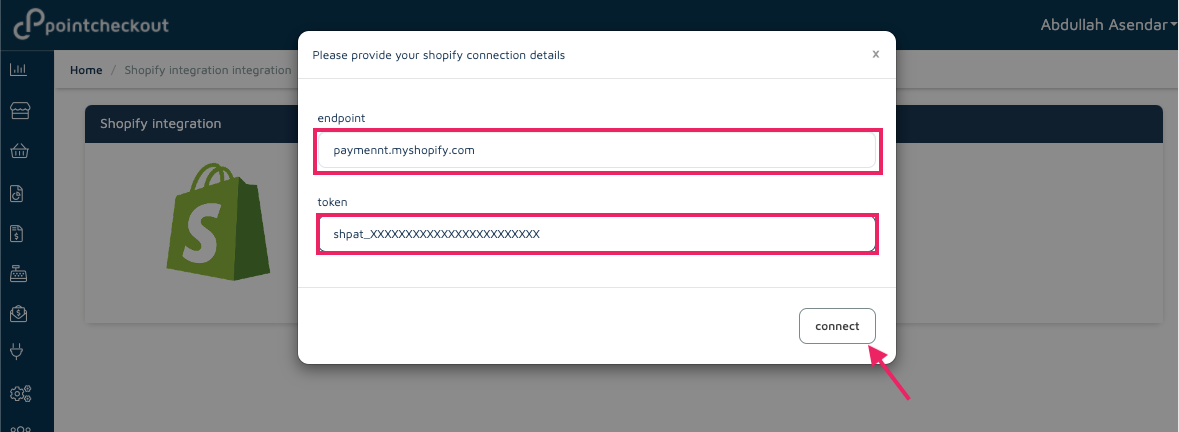 pointcheckout
Abdullah Asendar
Please provide your shopify connection details
x
Home / Shopify integration integration
endpoint
Shopify integration
paymennt.myshopify.com
token
shpat_XXXXXXXXXXXXXXXXXXXXXXXX
connect